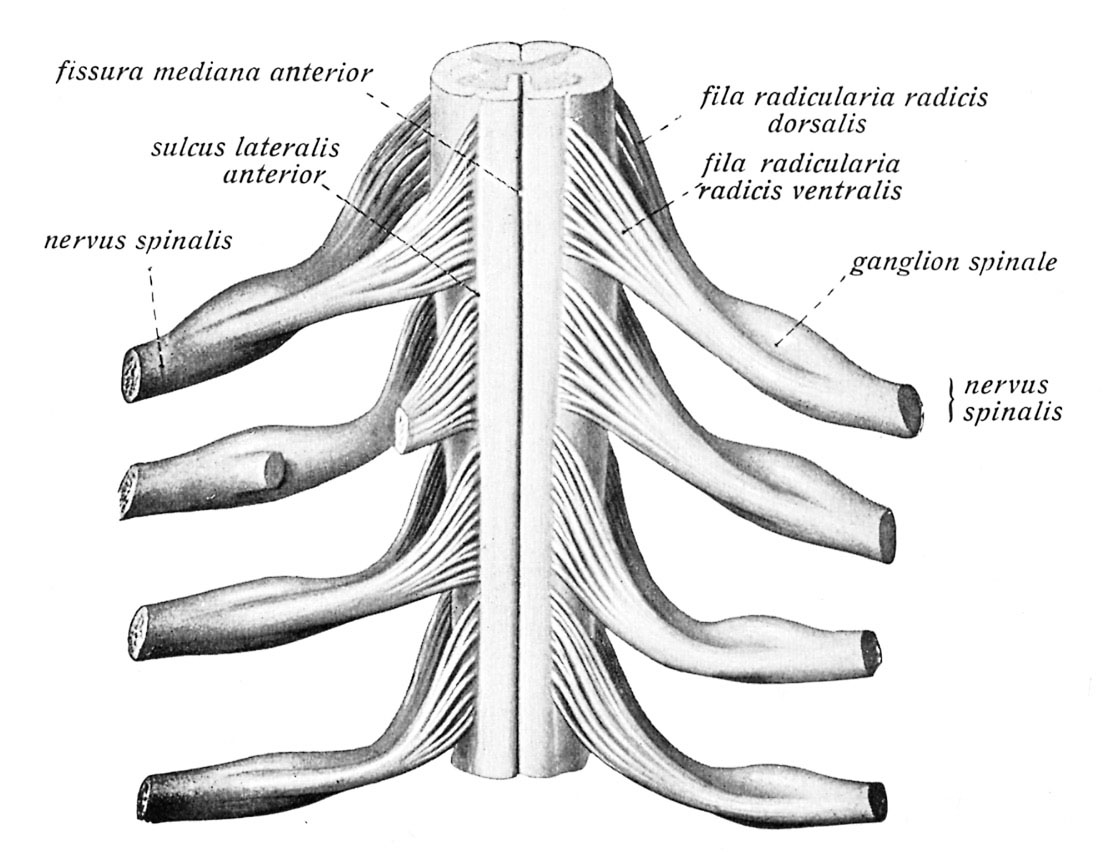 fissura mediana anterior
sulcus lateralis
anterior
nervus spinalis
fila radicularia radicis
dorsalis
fila radicularia
radicis ventralis
ganglion spinale
nervus
spinalis